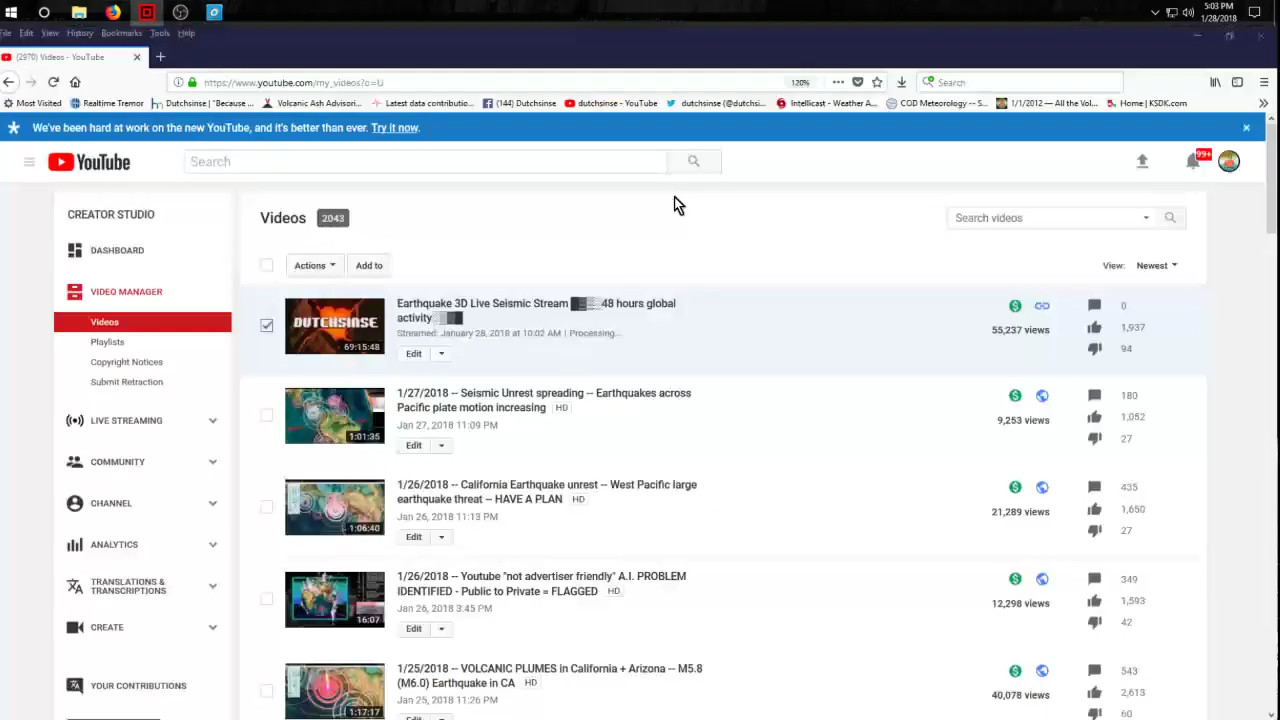 5:03 PM
1/28/2018
File Edit View History Bookmarks Tools Help
(2970) Videos - YouTube
https://www.youtube.com/my_videos?o=U
120%
Search
Most Visited Realtime Tremor Dutchsinse | "Because ... Volcanic Ash Advisori... Latest data contributio... (144) Dutchsinse dutchsinse - YouTube dutchsinse (@dutchsi... Intellicast - Weather A... COD Meteorology -- S... 1/1/2012 — All the Vol... Home | KSDK.com
We've been hard at work on the new YouTube, and it's better than ever. Try it now.
YouTube
Search
99+
CREATOR STUDIO
DASHBOARD
VIDEO MANAGER
Videos
Playlists
Copyright Notices
Submit Retraction
LIVE STREAMING
COMMUNITY
CHANNEL
ANALYTICS
TRANSLATIONS &
TRANSCRIPTIONS
CREATE
YOUR CONTRIBUTIONS
Videos 2043
Search videos
Actions Add to
View: Newest
DUTCHSINSE
69:15:48
Earthquake 3D Live Seismic Stream █▓▒░48 hours global
activity░▒▓█
Streamed: January 28, 2018 at 10:02 AM | Processing...
Edit
55,237 views
0
1,937
94
1:01:35
1/27/2018 -- Seismic Unrest spreading -- Earthquakes across
Pacific plate motion increasing HD
Jan 27, 2018 11:09 PM
Edit
9,253 views
180
1,052
27
1:06:40
1/26/2018 -- California Earthquake unrest -- West Pacific large
earthquake threat -- HAVE A PLAN HD
Jan 26, 2018 11:13 PM
Edit
21,289 views
435
1,650
27
16:07
1/26/2018 -- Youtube "not advertiser friendly" A.I. PROBLEM
IDENTIFIED - Public to Private = FLAGGED HD
Jan 26, 2018 3:45 PM
Edit
12,298 views
349
1,593
42
1:17:17
1/25/2018 -- VOLCANIC PLUMES in California + Arizona -- M5.8
(M6.0) Earthquake in CA HD
Jan 25, 2018 11:26 PM
Edit
40,078 views
543
2,613
60